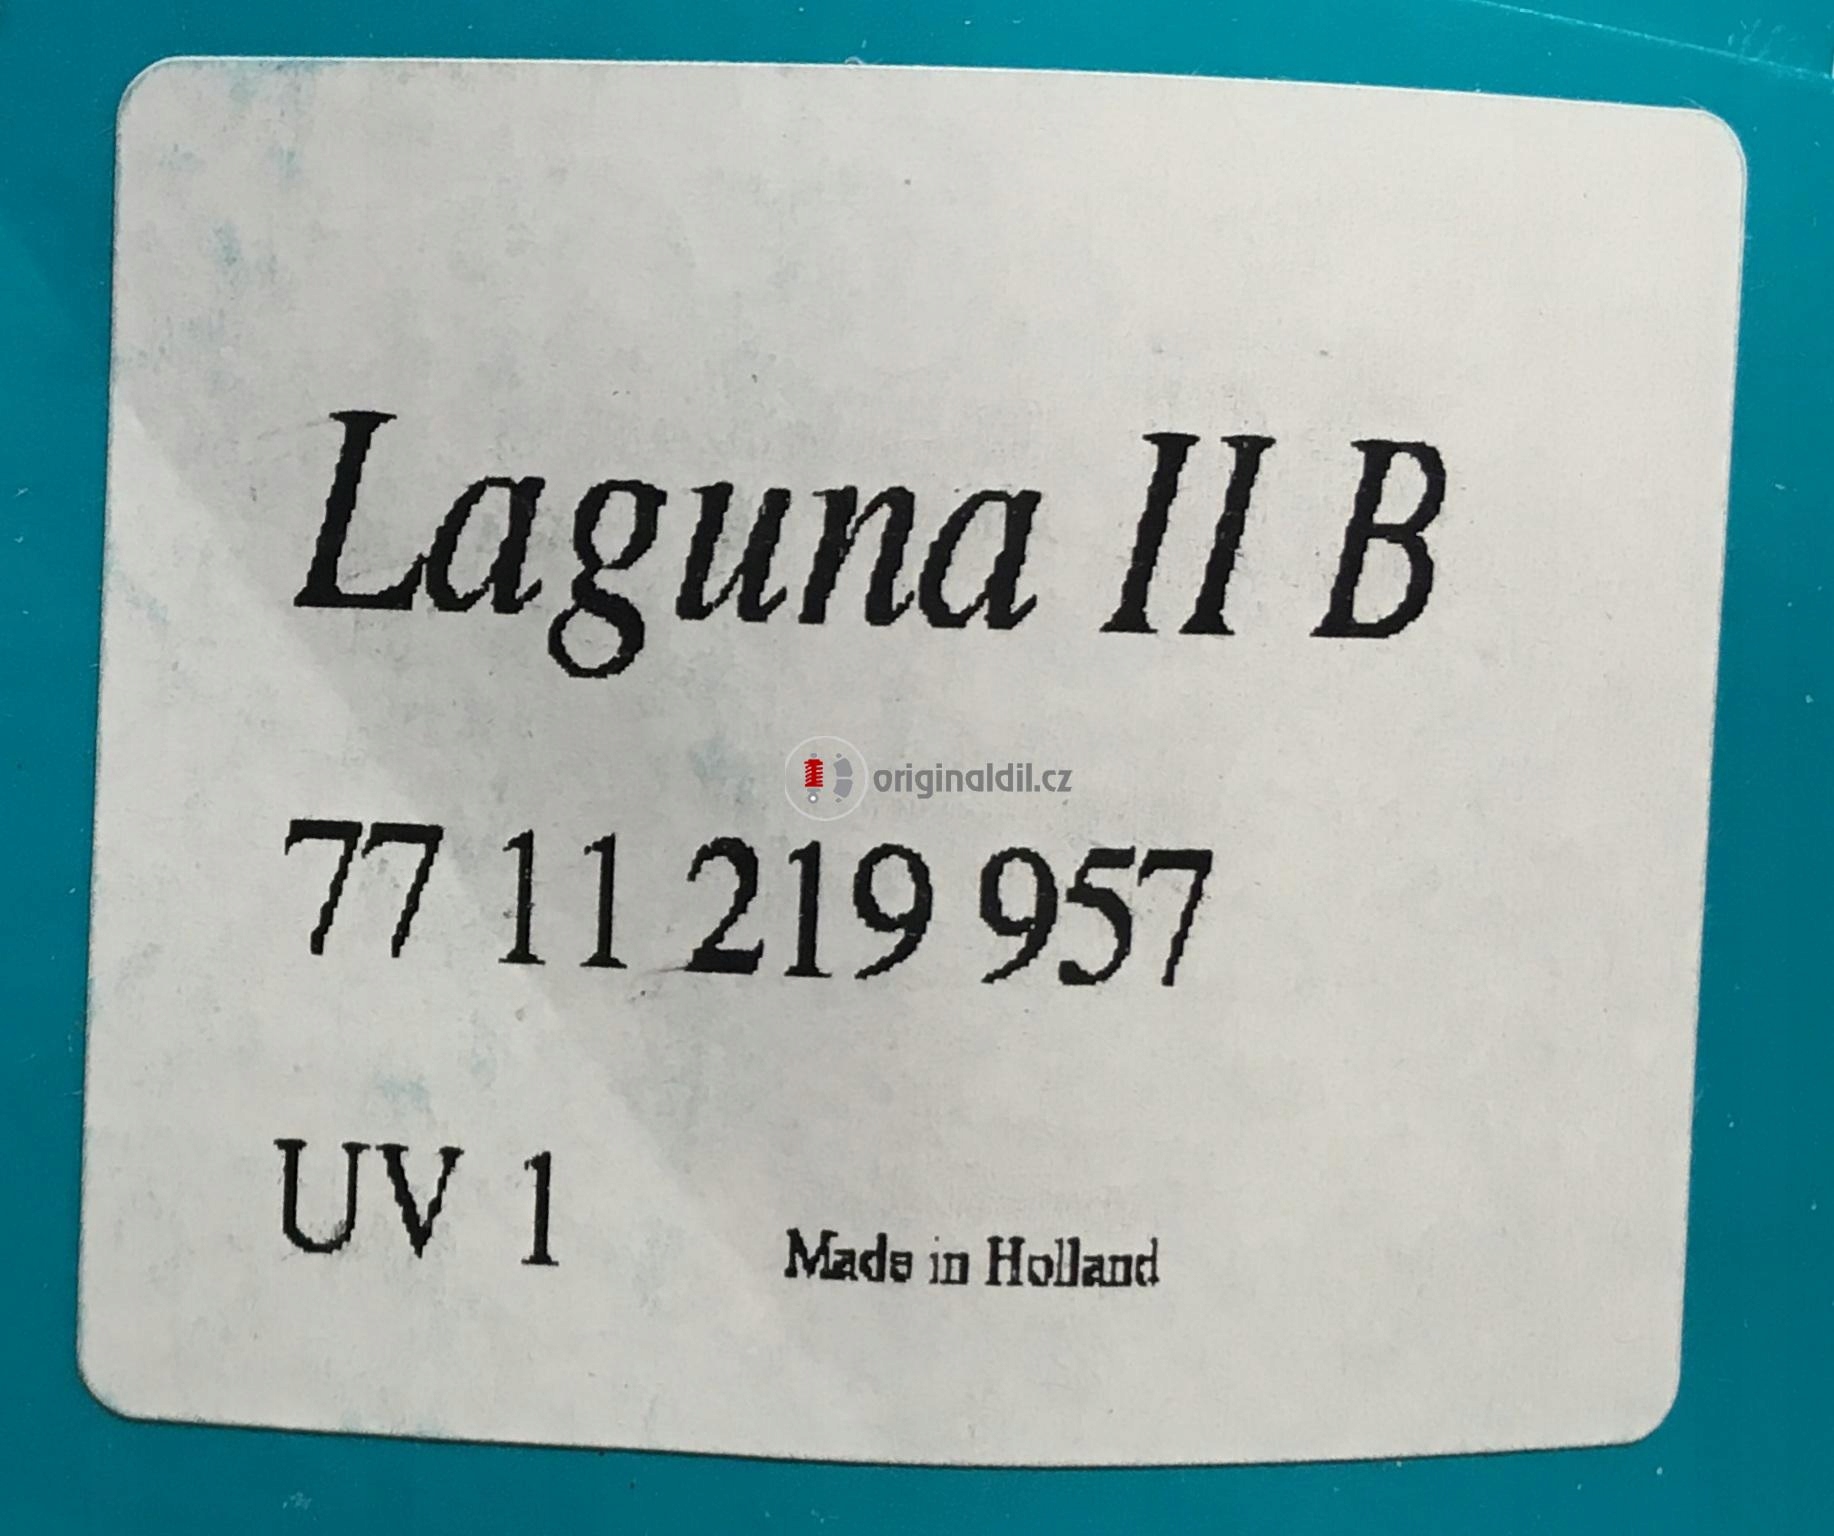 Laguna II B
originaldil.cz
77 11 219 957
UV 1
Made in Holland